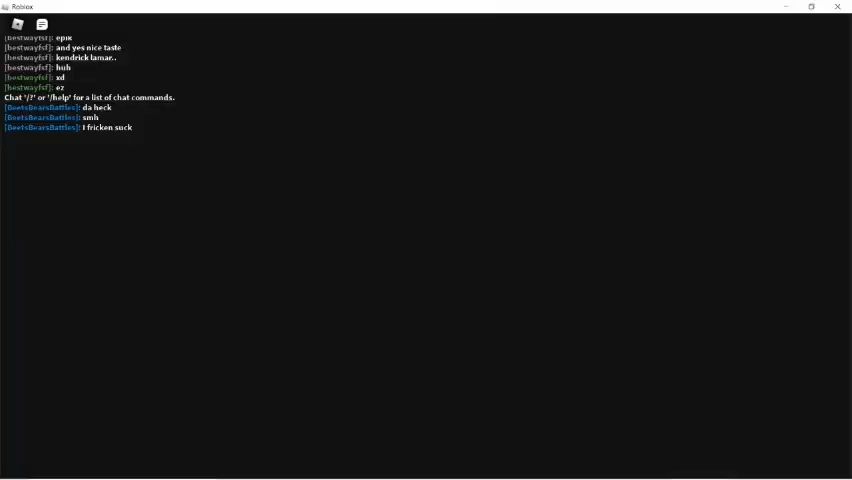 Roblox
[bestwayfsf]: epix
[bestwayfsf]: and yes nice taste
[bestwayfsf]: kendrick lamar..
[bestwayfsf]: huh
[bestwayfsf]: xd
[bestwayfsf]: ez
Chat '/?' or '/help' for a list of chat commands.
[BeetsBearsBattles]: da heck
[BeetsBearsBattles]: smh
[BeetsBearsBattles]: I fricken suck